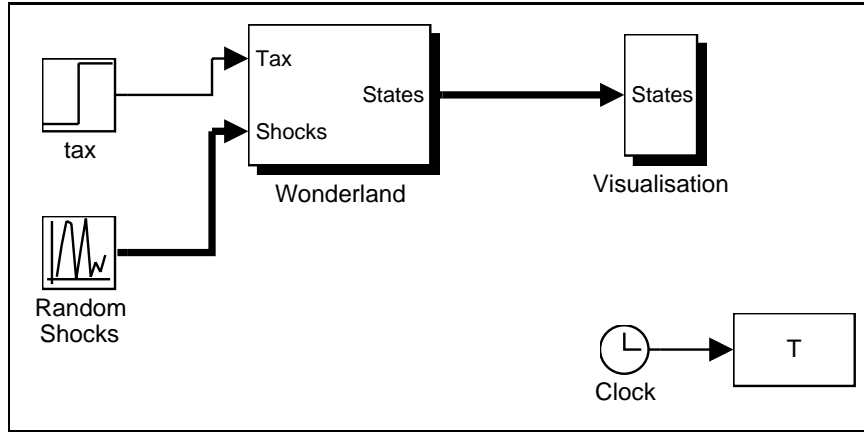 tax
Random
Shocks
Tax
Shocks
States
Wonderland
States
Visualisation
Clock
T